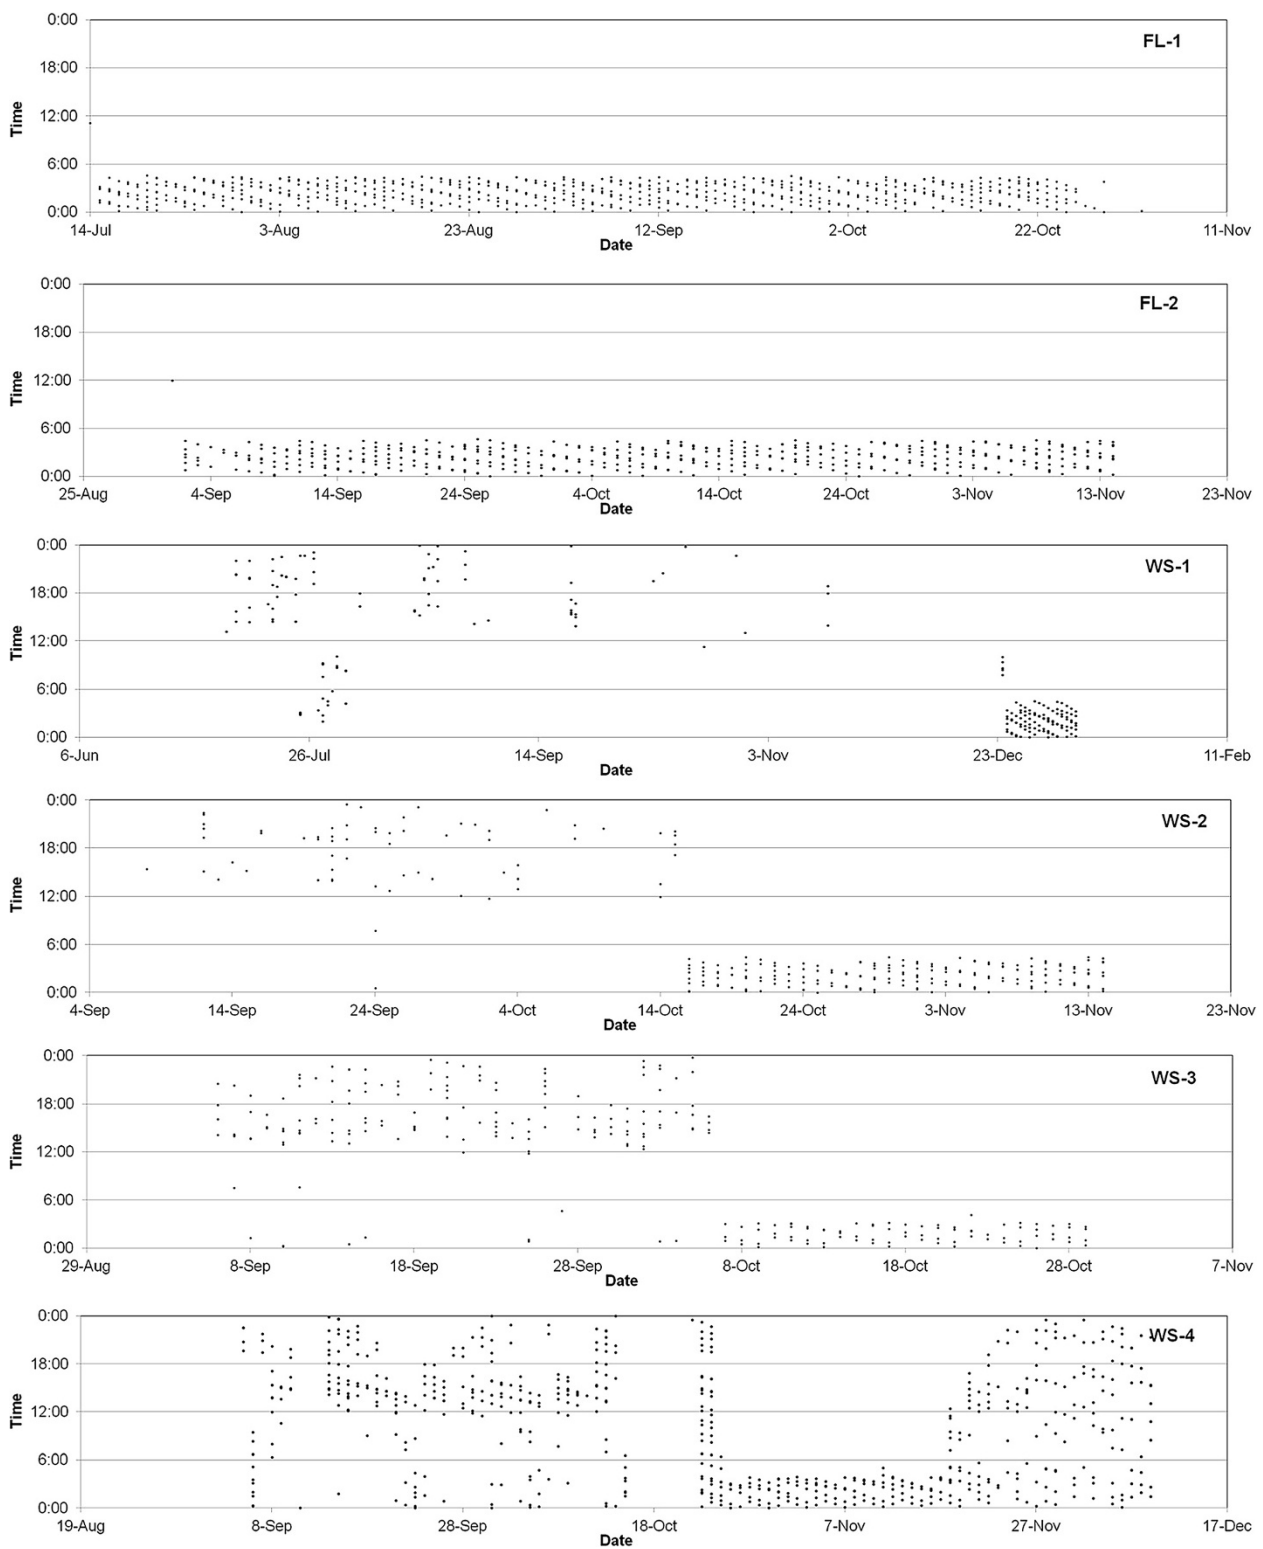 0:00
FL-1
18:00
12:00
6:00
0:00
Time
14-Jul 3-Aug 23-Aug 12-Sep 2-Oct 22-Oct 11-Nov
Date
0:00
FL-2
18:00
12:00
6:00
0:00
Time
25-Aug 4-Sep 14-Sep 24-Sep 4-Oct 14-Oct 24-Oct 3-Nov 13-Nov 23-Nov
Date
0:00
WS-1
18:00
12:00
6:00
0:00
Time
6-Jun 26-Jul 14-Sep 3-Nov 23-Dec 11-Feb
Date
0:00
WS-2
18:00
12:00
6:00
0:00
Time
4-Sep 14-Sep 24-Sep 4-Oct 14-Oct 24-Oct 3-Nov 13-Nov 23-Nov
Date
0:00
WS-3
18:00
12:00
6:00
0:00
Time
29-Aug 8-Sep 18-Sep 28-Sep 8-Oct 18-Oct 28-Oct 7-Nov
Date
0:00
WS-4
18:00
12:00
6:00
0:00
Time
19-Aug 8-Sep 28-Sep 18-Oct 7-Nov 27-Nov 17-Dec
Date